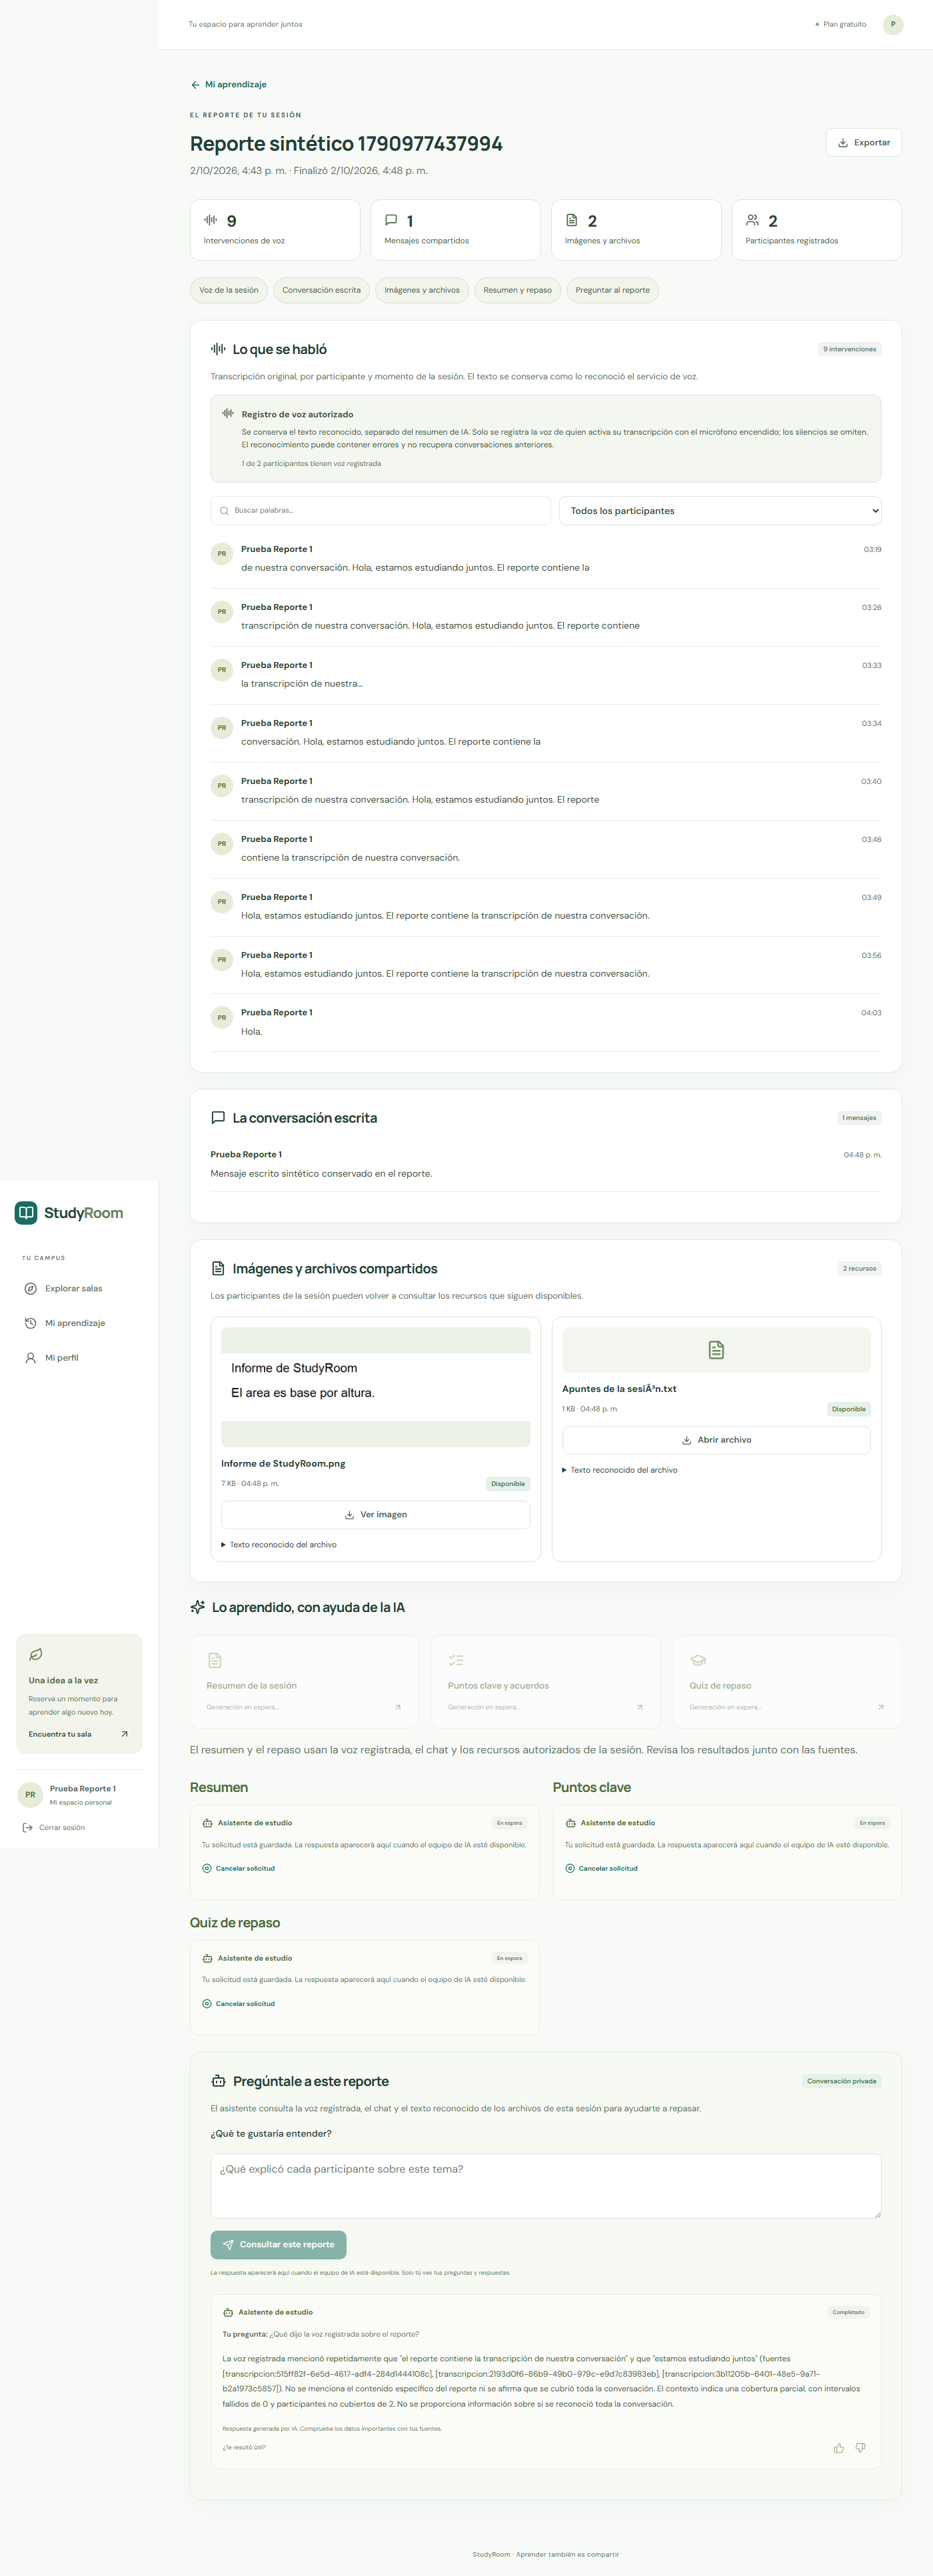 Tu espacio para aprender juntos
Plan gratuito
P
Mi aprendizaje
EL REPORTE DE TU SESIÓN
Reporte sintético 1790977437994
Exportar
2/10/2026, 4:43 p. m. · Finalizó 2/10/2026, 4:48 p. m.
9
Intervenciones de voz
1
Mensajes compartidos
2
Imágenes y archivos
2
Participantes registrados
Voz de la sesión
Conversación escrita
Imágenes y archivos
Resumen y repaso
Preguntar al reporte
Lo que se habló
9 intervenciones
Transcripción original, por participante y momento de la sesión. El texto se conserva como lo reconoció el servicio de voz.
Registro de voz autorizado
Se conserva el texto reconocido, separado del resumen de IA. Solo se registra la voz de quien activa su transcripción con el micrófono encendido; los silencios se omiten.
El reconocimiento puede contener errores y no recupera conversaciones anteriores.
1 de 2 participantes tienen voz registrada
Buscar palabras...
Todos los participantes
PR
Prueba Reporte 1
03:19
de nuestra conversación. Hola, estamos estudiando juntos. El reporte contiene la
PR
Prueba Reporte 1
03:26
transcripción de nuestra conversación. Hola, estamos estudiando juntos. El reporte contiene
PR
Prueba Reporte 1
03:33
la transcripción de nuestra...
PR
Prueba Reporte 1
03:34
conversación. Hola, estamos estudiando juntos. El reporte contiene la
PR
Prueba Reporte 1
03:40
transcripción de nuestra conversación. Hola, estamos estudiando juntos. El reporte
PR
Prueba Reporte 1
03:46
contiene la transcripción de nuestra conversación.
PR
Prueba Reporte 1
03:49
Hola, estamos estudiando juntos. El reporte contiene la transcripción de nuestra conversación.
PR
Prueba Reporte 1
03:56
Hola, estamos estudiando juntos. El reporte contiene la transcripción de nuestra conversación.
PR
Prueba Reporte 1
04:03
Hola.
La conversación escrita
1 mensajes
Prueba Reporte 1
04:48 p. m.
Mensaje escrito sintético conservado en el reporte.
StudyRoom
TU CAMPUS
Explorar salas
Mi aprendizaje
Mi perfil
Imágenes y archivos compartidos
2 recursos
Los participantes de la sesión pueden volver a consultar los recursos que siguen disponibles.
Informe de StudyRoom
El area es base por altura.
Informe de StudyRoom.png
7 KB · 04:48 p. m.
Disponible
Ver imagen
Texto reconocido del archivo
Apuntes de la sesiÃ³n.txt
1 KB · 04:48 p. m.
Disponible
Abrir archivo
Texto reconocido del archivo
Una idea a la vez
Reserva un momento para
aprender algo nuevo hoy.
Encuentra tu sala
PR
Prueba Reporte 1
Mi espacio personal
Cerrar sesión
Lo aprendido, con ayuda de la IA
Resumen de la sesión
Generación en espera...
Puntos clave y acuerdos
Generación en espera...
Quiz de repaso
Generación en espera...
El resumen y el repaso usan la voz registrada, el chat y los recursos autorizados de la sesión. Revisa los resultados junto con las fuentes.
Resumen
Asistente de estudio
En espera
Tu solicitud está guardada. La respuesta aparecerá aquí cuando el equipo de IA esté disponible.
Cancelar solicitud
Puntos clave
Asistente de estudio
En espera
Tu solicitud está guardada. La respuesta aparecerá aquí cuando el equipo de IA esté disponible.
Cancelar solicitud
Quiz de repaso
Asistente de estudio
En espera
Tu solicitud está guardada. La respuesta aparecerá aquí cuando el equipo de IA esté disponible.
Cancelar solicitud
Pregúntale a este reporte
Conversación privada
El asistente consulta la voz registrada, el chat y el texto reconocido de los archivos de esta sesión para ayudarte a repasar.
¿Qué te gustaría entender?
¿Qué explicó cada participante sobre este tema?
Consultar este reporte
La respuesta aparecerá aquí cuando el equipo de IA esté disponible. Solo tú ves tus preguntas y respuestas.
Asistente de estudio
Completado
Tu pregunta: ¿Qué dijo la voz registrada sobre el reporte?
La voz registrada mencionó repetidamente que "el reporte contiene la transcripción de nuestra conversación" y que "estamos estudiando juntos" (fuentes
[transcripcion:515ff82f-6e5d-4617-adf4-284d1444108c], [transcripcion:2193d0f6-86b9-49b0-979c-e9d7c83983eb], [transcripcion:3b11205b-6401-48e5-9a71-
b2a1973c5857]). No se menciona el contenido específico del reporte ni se afirma que se cubrió toda la conversación. El contexto indica una cobertura parcial, con intervalos
fallidos de 0 y participantes no cubiertos de 2. No se proporciona información sobre si se reconoció toda la conversación.
Respuesta generada por IA. Comprueba los datos importantes con tus fuentes.
¿Te resultó útil?
StudyRoom · Aprender también es compartir